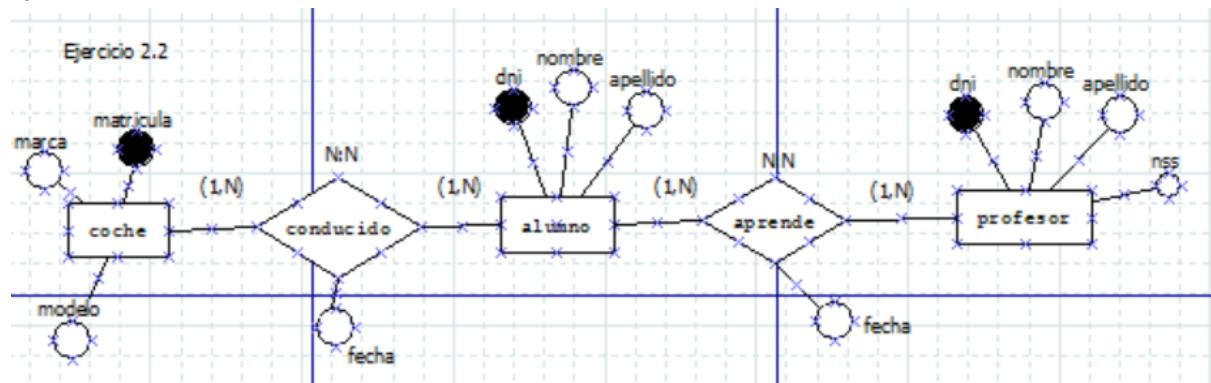 Ejercicio 2.2
marca
matricula
modelo
coche
(1,N)
N:N
conducido
fecha
(1,N)
dni
nombre
apellido
alumno
(1,N)
N:N
aprende
fecha
(1,N)
dni
nombre
apellido
nss
profesor